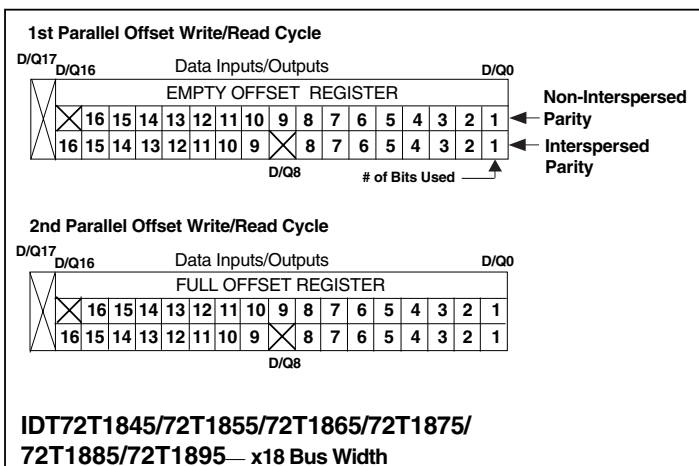 1st Parallel Offset Write/Read Cycle
D/Q17
D/Q16
Data Inputs/Outputs
D/Q0
EMPTY OFFSET REGISTER
16 15 14 13 12 11 10 9 8 7 6 5 4 3 2 1
Non-Interspersed
Parity
16 15 14 13 12 11 10 9 8 7 6 5 4 3 2 1
Interspersed
Parity
D/Q8
# of Bits Used
2nd Parallel Offset Write/Read Cycle
D/Q17
D/Q16
Data Inputs/Outputs
D/Q0
FULL OFFSET REGISTER
16 15 14 13 12 11 10 9 8 7 6 5 4 3 2 1
16 15 14 13 12 11 10 9 8 7 6 5 4 3 2 1
D/Q8
IDT72T1845/72T1855/72T1865/72T1875/
72T1885/72T1895— x18 Bus Width